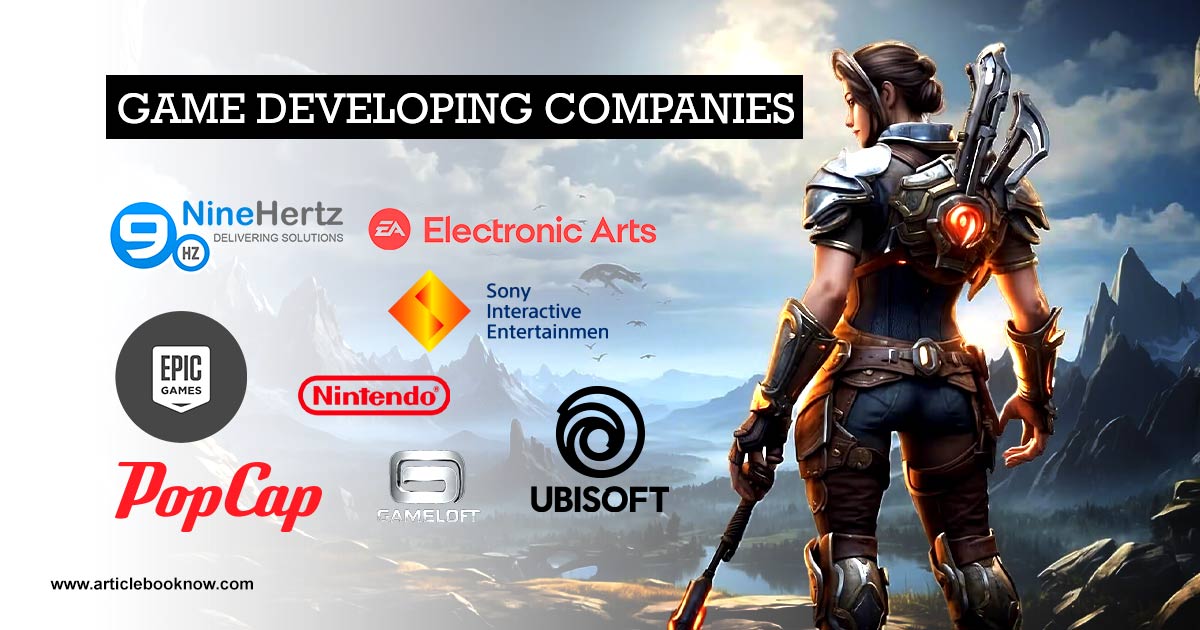 GAME DEVELOPING COMPANIES
9 HZ
NineHertz
DELIVERING SOLUTIONS
EA Electronic Arts
Sony
Interactive
Entertainmen
EPIC
GAMES
Nintendo®
PopCap
GAMELOFT
UBISOFT
www.articlebooknow.com